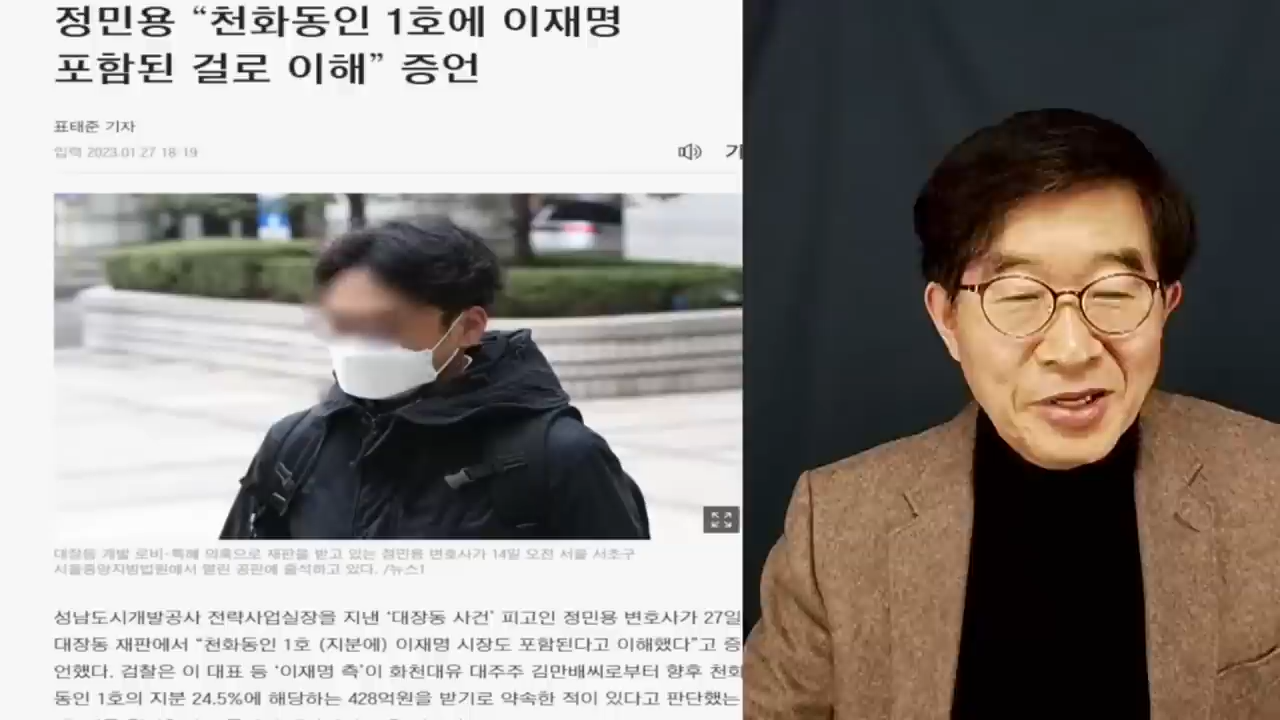 정민용 “천화동인 1호에 이재명
포함된 걸로 이해” 증언
표태준 기자
입력 2023.01.27 18:19
가
대장동 개발 로비·특혜 의혹으로 재판을 받고 있는 정민용 변호사가 14일 오전 서울 서초구
서울중앙지방법원에서 열린 공판에 출석하고 있다. /뉴스1
성남도시개발공사 전략사업실장을 지낸 ‘대장동 사건’ 피고인 정민용 변호사가 27일
대장동 재판에서 “천화동인 1호 (지분에) 이재명 시장도 포함된다고 이해했다”고 증
언했다. 검찰은 이 대표 등 ‘이재명 측’이 화천대유 대주주 김만배씨로부터 향후 천화
동인 1호의 지분 24.5%에 해당하는 428억원을 받기로 약속한 적이 있다고 판단했는